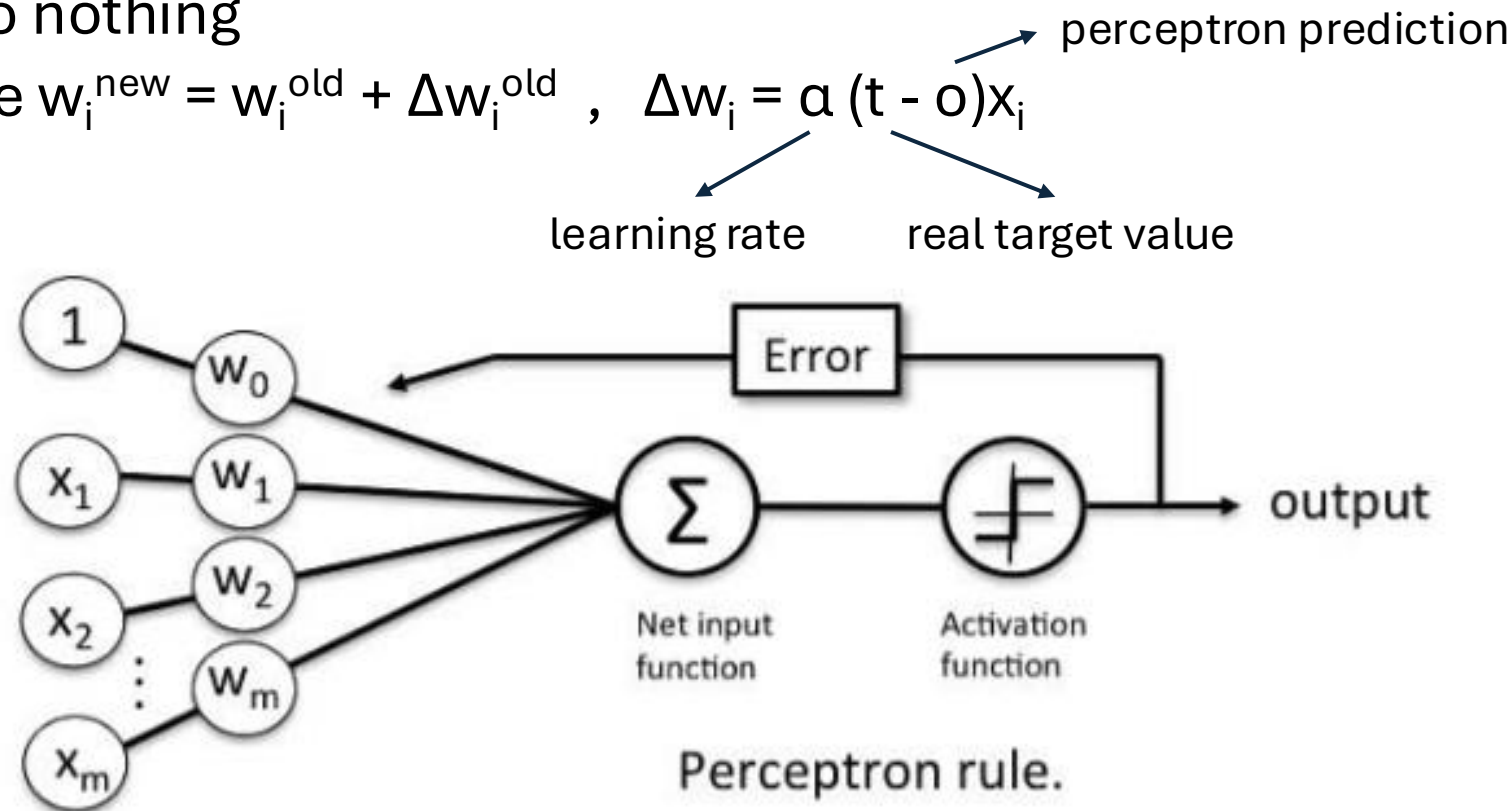 o nothing
perceptron prediction
e wᵢⁿᵉʷ = wᵢᵒˡᵈ + Δwᵢᵒˡᵈ , Δwᵢ = α (t - o)xᵢ
learning rate real target value
1
w₀
Error
x₁
w₁
Σ
output
x₂
w₂
Net input
function
Activation
function
⋮
wₘ
xₘ
Perceptron rule.